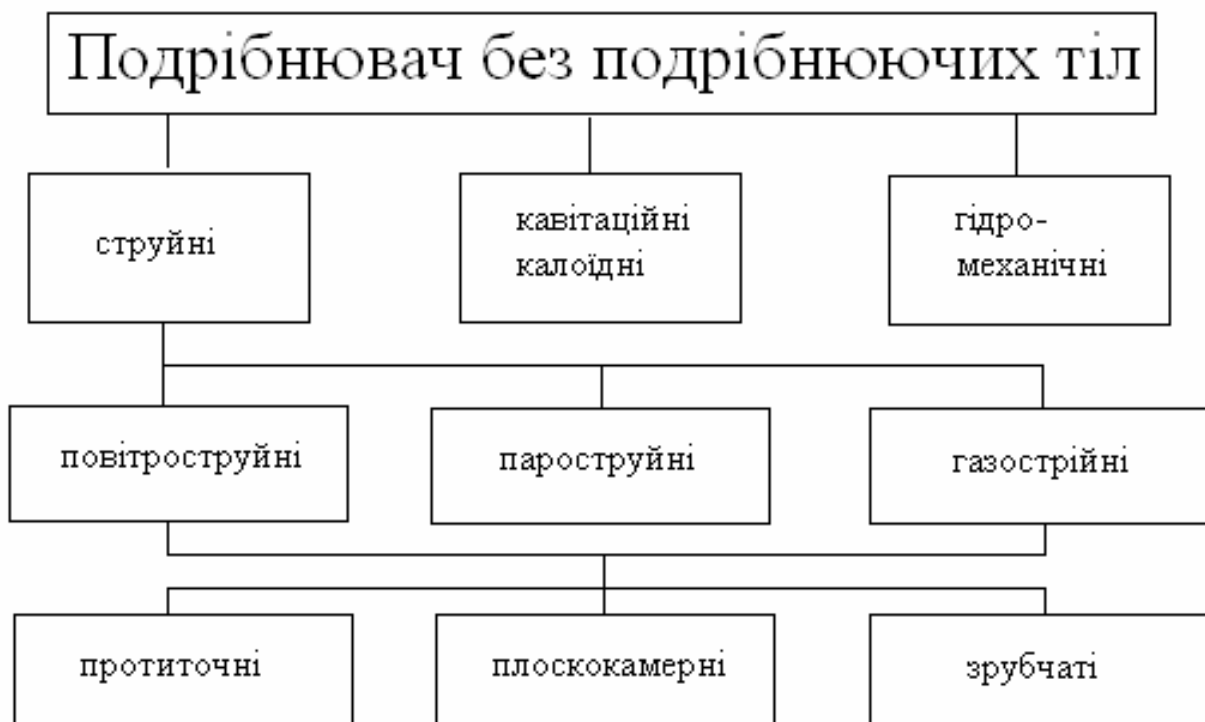 Подрібнювач без подрібнюючих тіл
струйні
кавітаційні
калоїдні
гідро-
механічні
повітроструйні
пароструйні
газострійні
протиточні
плоскокамерні
зрубчаті